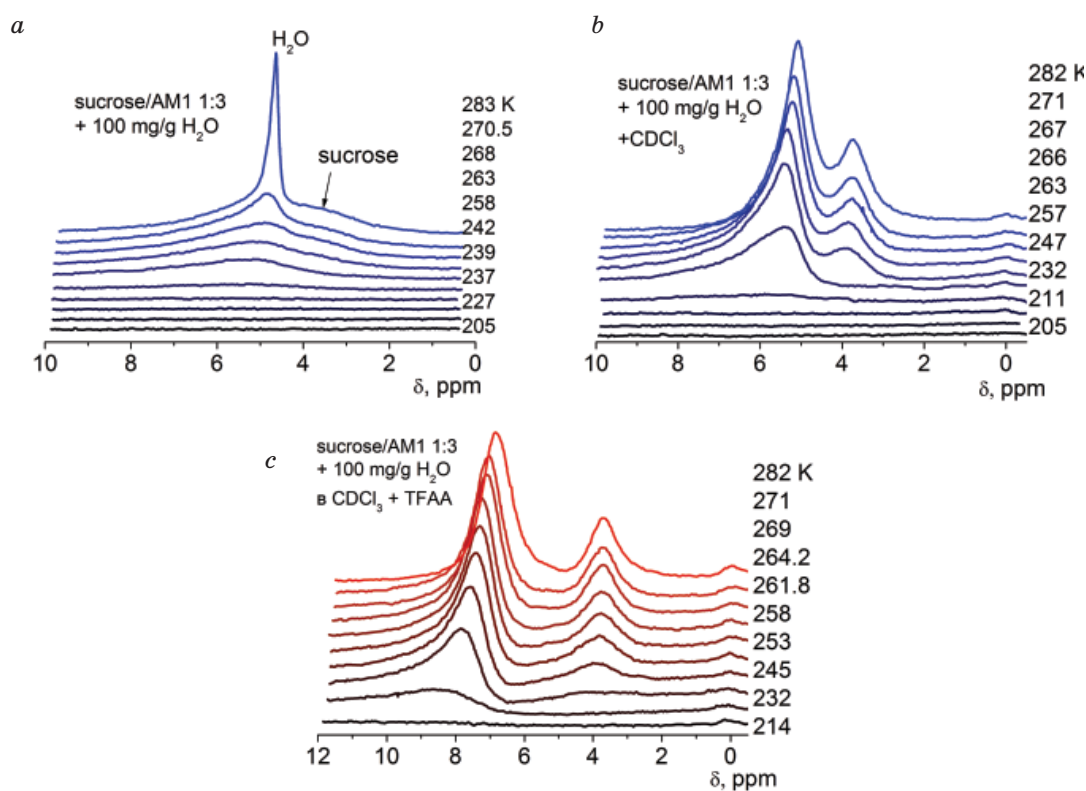 a
H₂O
sucrose/AM1 1:3
+ 100 mg/g H₂O
sucrose
283 K
270.5
268
263
258
242
239
237
227
205
10
8
6
4
2
0
δ, ppm
b
sucrose/AM1 1:3
+ 100 mg/g H₂O
+CDCl₃
282 K
271
267
266
263
257
247
232
211
205
10
8
6
4
2
0
δ, ppm
c
sucrose/AM1 1:3
+ 100 mg/g H₂O
в CDCl₃ + TFAA
282 K
271
269
264.2
261.8
258
253
245
232
214
12
10
8
6
4
2
0
δ, ppm